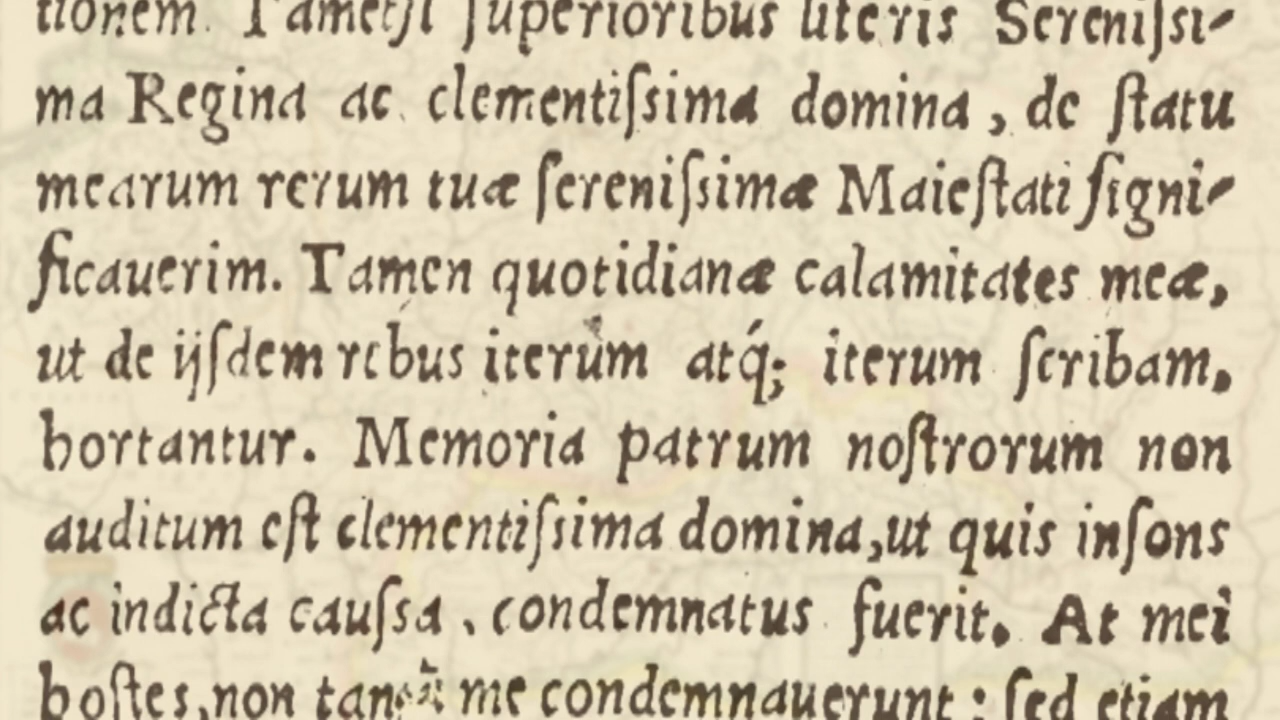 tionem. Tametſi ſuperioribus literis Sereniſsi-
ma Regina ac clementiſsima domina, de ſtatu
mearum rerum tuæ ſereniſsimæ Maieſtati ſigni-
ficauerim. Tamen quotidianæ calamitates meæ,
ut de ijſdem rebus iterum atq́; iterum ſcribam,
hortantur. Memoria patrum noſtrorum non
auditum eſt clementiſsima domina, ut quis inſons
ac indicta cauſsa, condemnatus fuerit. At mei
hoſtes, non me condemnauerunt: ſed etiam